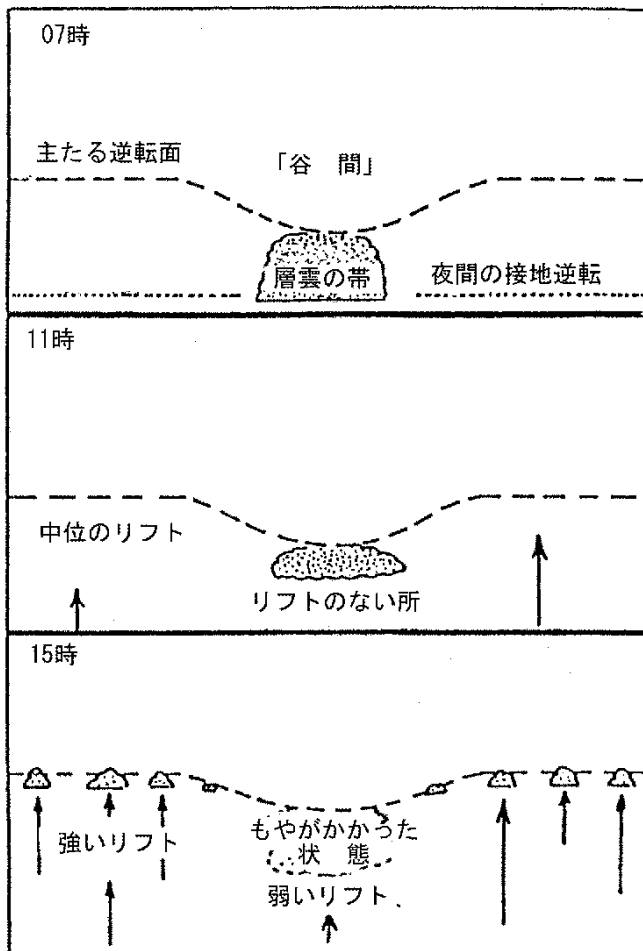 07時
主たる逆転面
「谷　間」
層雲の帯
夜間の接地逆転
11時
中位のリフト
リフトのない所
15時
強いリフト
もやがかかった
状　態
弱いリフト